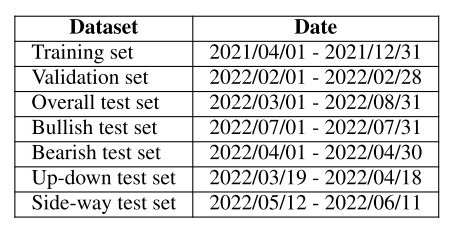 Dataset Date
Training set 2021/04/01 - 2021/12/31
Validation set 2022/02/01 - 2022/02/28
Overall test set 2022/03/01 - 2022/08/31
Bullish test set 2022/07/01 - 2022/07/31
Bearish test set 2022/04/01 - 2022/04/30
Up-down test set 2022/03/19 - 2022/04/18
Side-way test set 2022/05/12 - 2022/06/11